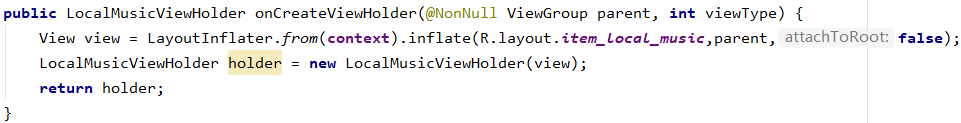 public LocalMusicViewHolder onCreateViewHolder(@NonNull ViewGroup parent, int viewType) {
View view = LayoutInflater.from(context).inflate(R.layout.item_local_music,parent, attachToRoot: false);
LocalMusicViewHolder holder = new LocalMusicViewHolder(view);
return holder;
}